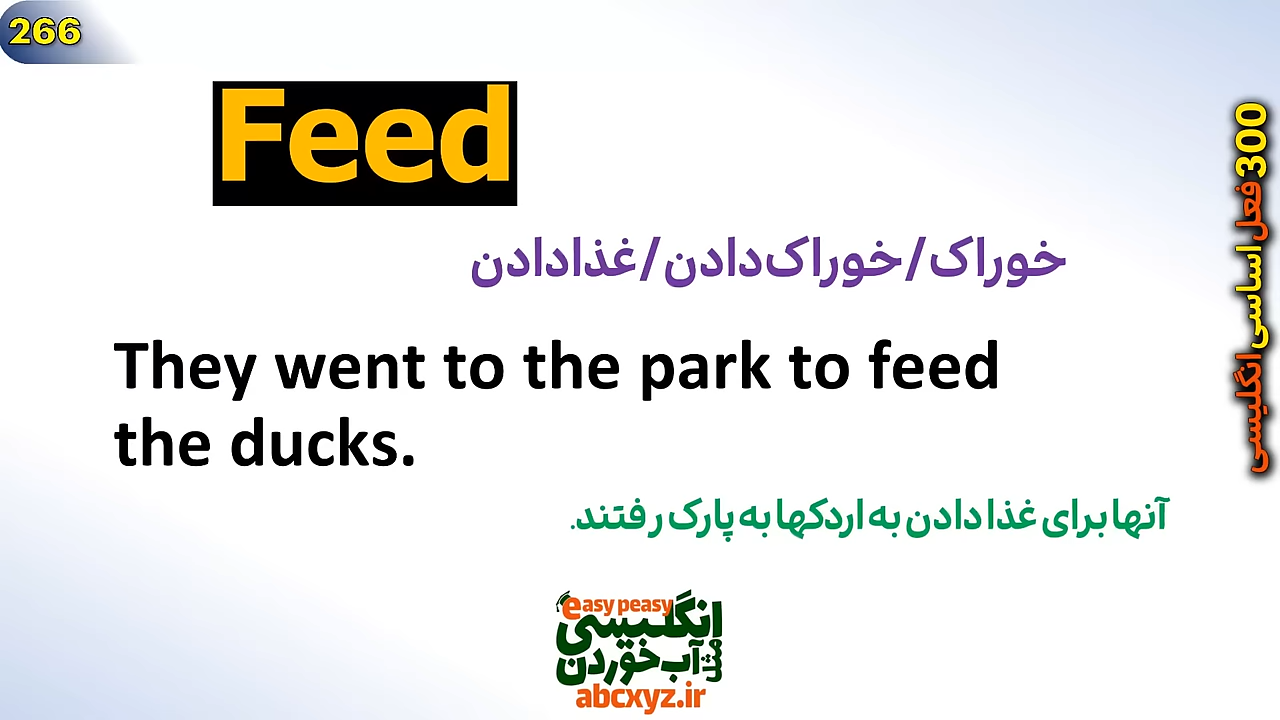 266
Feed
خوراک/خوراک‌دادن/غذادادن
They went to the park to feed
the ducks.
آنها برای غذا دادن به اردکها به پارک رفتند.
300 فعل اساسی انگلیسی
easy peasy
انگلیسی
مثل
آب خوردن
abcxyz.ir